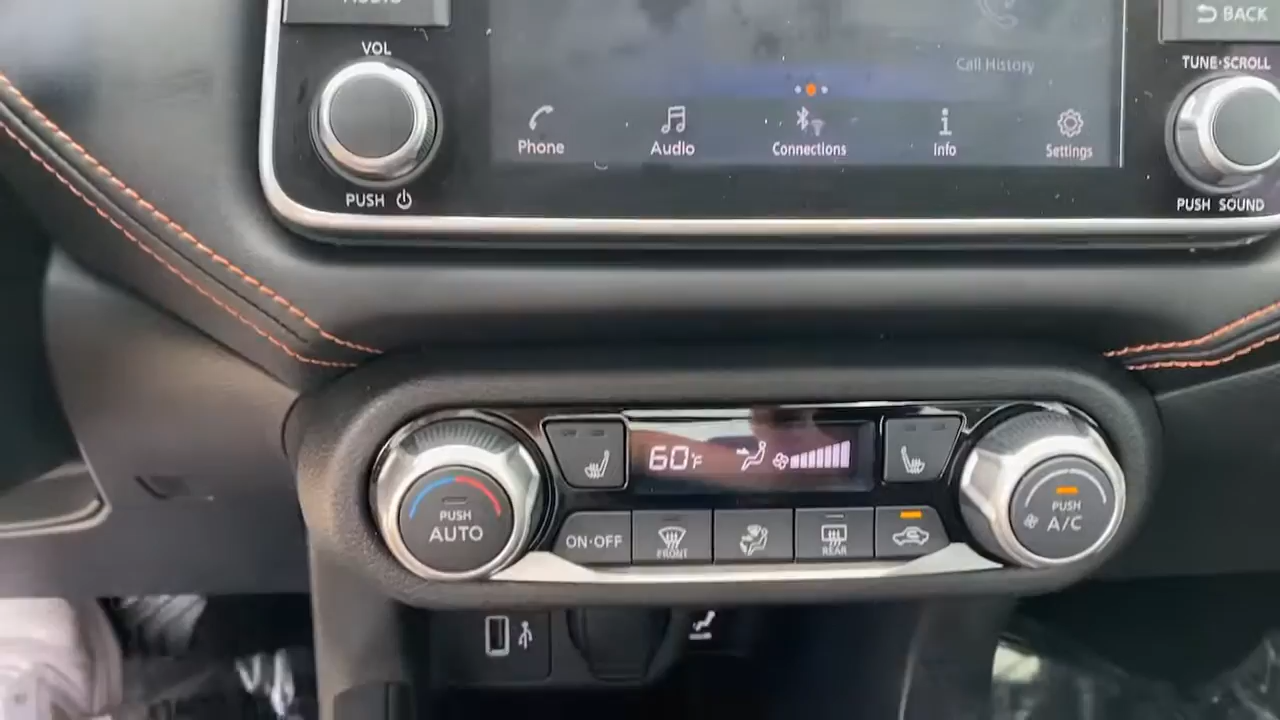 AUDIO
BACK
VOL
TUNE·SCROLL
Call History
Phone
Audio
Connections
Info
Settings
PUSH
PUSH SOUND
60°F
PUSH
AUTO
ON·OFF
FRONT
REAR
PUSH
A/C